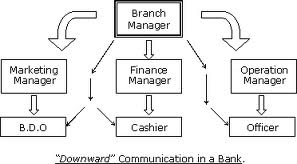 Branch
Manager
Marketing
Manager
Finance
Manager
Operation
Manager
B.D.O
Cashier
Officer
"Downward" Communication in a Bank.